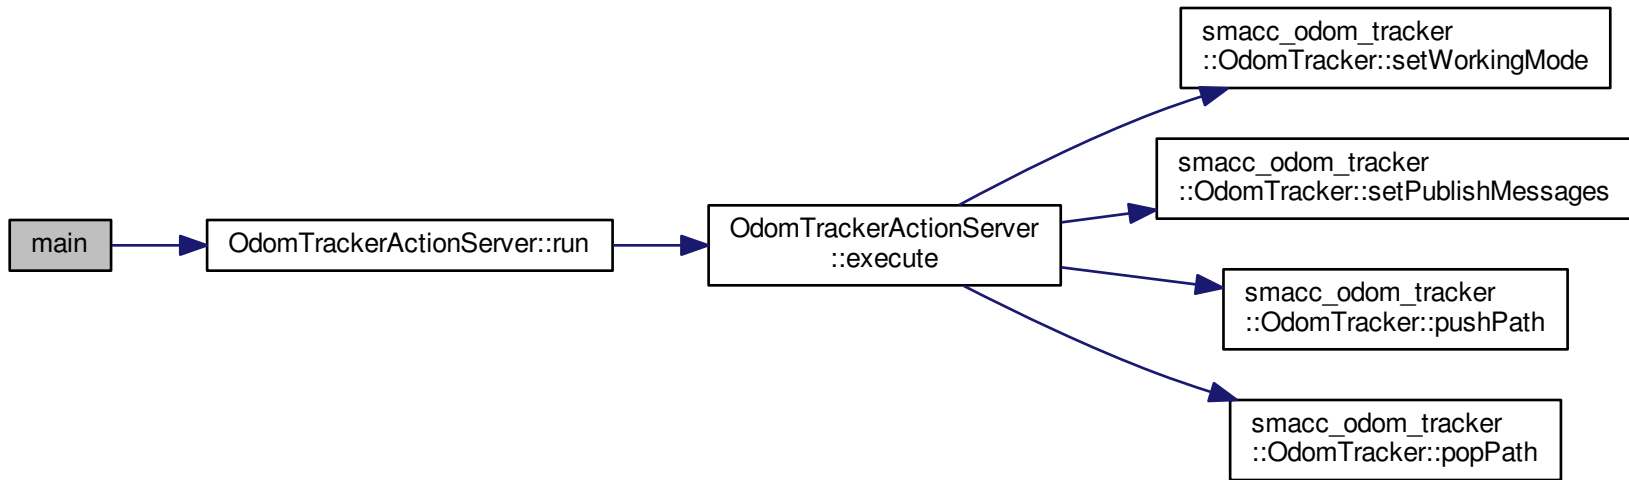 main
OdomTrackerActionServer::run
OdomTrackerActionServer
::execute
smacc_odom_tracker
::OdomTracker::setWorkingMode
smacc_odom_tracker
::OdomTracker::setPublishMessages
smacc_odom_tracker
::OdomTracker::pushPath
smacc_odom_tracker
::OdomTracker::popPath